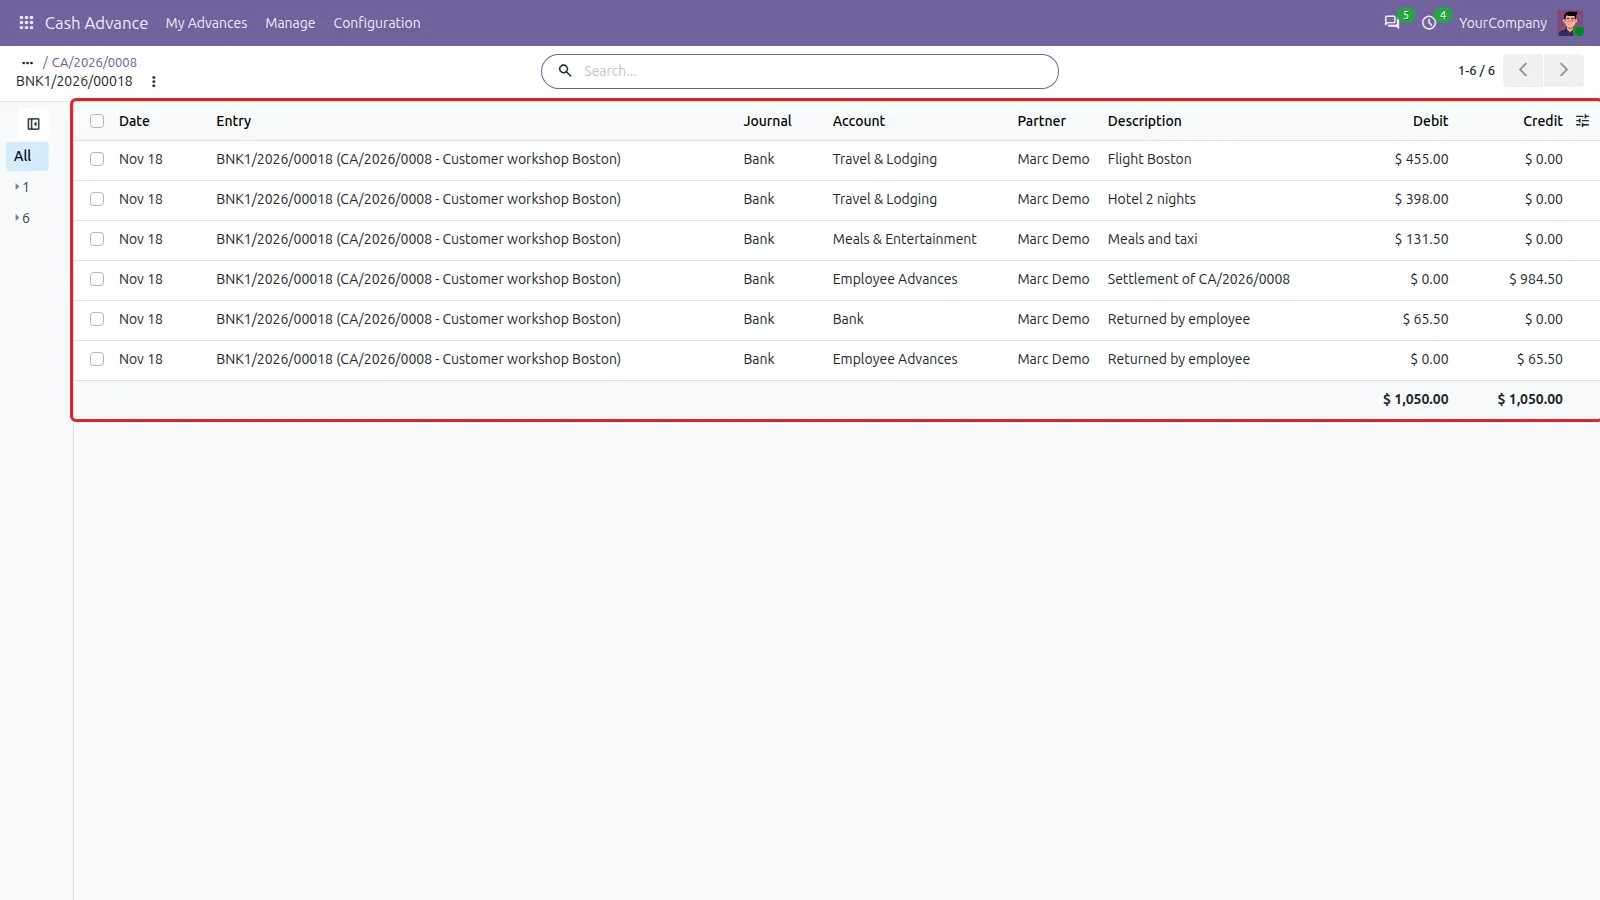 Cash Advance My Advances Manage Configuration 5 4 YourCompany
... / CA/2026/0008
BNK1/2026/00018
Search...
1-6 / 6
All
1
6
Date Entry Journal Account Partner Description Debit Credit
Nov 18 BNK1/2026/00018 (CA/2026/0008 - Customer workshop Boston) Bank Travel & Lodging Marc Demo Flight Boston $ 455.00 $ 0.00
Nov 18 BNK1/2026/00018 (CA/2026/0008 - Customer workshop Boston) Bank Travel & Lodging Marc Demo Hotel 2 nights $ 398.00 $ 0.00
Nov 18 BNK1/2026/00018 (CA/2026/0008 - Customer workshop Boston) Bank Meals & Entertainment Marc Demo Meals and taxi $ 131.50 $ 0.00
Nov 18 BNK1/2026/00018 (CA/2026/0008 - Customer workshop Boston) Bank Employee Advances Marc Demo Settlement of CA/2026/0008 $ 0.00 $ 984.50
Nov 18 BNK1/2026/00018 (CA/2026/0008 - Customer workshop Boston) Bank Bank Marc Demo Returned by employee $ 65.50 $ 0.00
Nov 18 BNK1/2026/00018 (CA/2026/0008 - Customer workshop Boston) Bank Employee Advances Marc Demo Returned by employee $ 0.00 $ 65.50
$ 1,050.00 $ 1,050.00